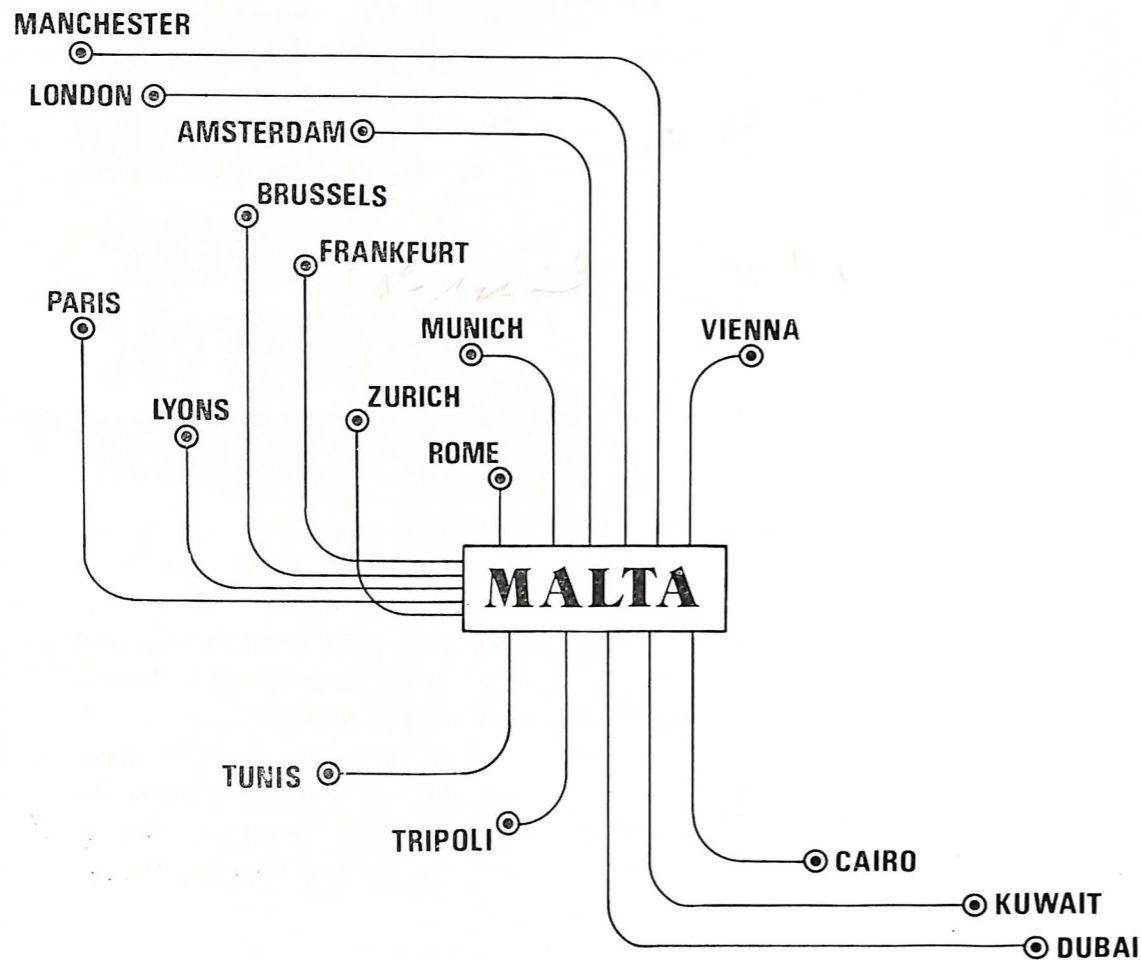 MANCHESTER
LONDON
AMSTERDAM
BRUSSELS
FRANKFURT
PARIS
MUNICH
VIENNA
ZURICH
LYONS
ROME
MALTA
TUNIS
TRIPOLI
CAIRO
KUWAIT
DUBAI